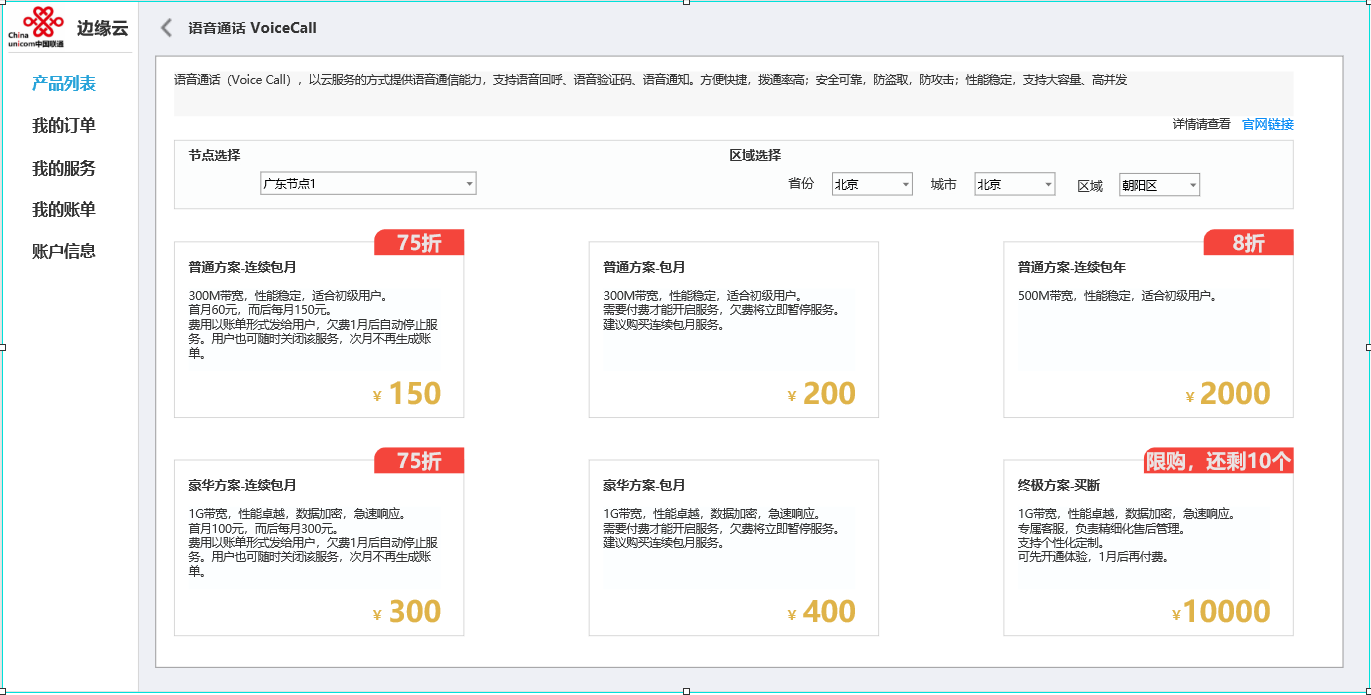 China
unicom中国联通
边缘云
语音通话 VoiceCall
产品列表
我的订单
我的服务
我的账单
账户信息
语音通话（Voice Call），以云服务的方式提供语音通信能力，支持语音回呼、语音验证码、语音通知。方便快捷，拨通率高；安全可靠，防盗取，防攻击；性能稳定，支持大容量、高并发
详情请查看 官网链接
节点选择
广东节点1
区域选择
省份 北京 城市 北京 区域 朝阳区
75折
普通方案-连续包月
300M带宽，性能稳定，适合初级用户。
首月60元，而后每月150元。
费用以账单形式发给用户，欠费1月后自动停止服
务。用户也可随时关闭该服务，次月不再生成账
单。
¥ 150
普通方案-包月
300M带宽，性能稳定，适合初级用户。
需要付费才能开启服务，欠费将立即暂停服务。
建议购买连续包月服务。
¥ 200
8折
普通方案-连续包年
500M带宽，性能稳定，适合初级用户。
¥ 2000
75折
豪华方案-连续包月
1G带宽，性能卓越，数据加密，急速响应。
首月100元，而后每月300元。
费用以账单形式发给用户，欠费1月后自动停止服
务。用户也可随时关闭该服务，次月不再生成账
单。
¥ 300
豪华方案-包月
1G带宽，性能卓越，数据加密，急速响应。
需要付费才能开启服务，欠费将立即暂停服务。
建议购买连续包月服务。
¥ 400
限购，还剩10个
终极方案-买断
1G带宽，性能卓越，数据加密，急速响应。
专属客服，负责精细化售后管理。
支持个性化定制。
可先开通体验，1月后再付费。
¥10000